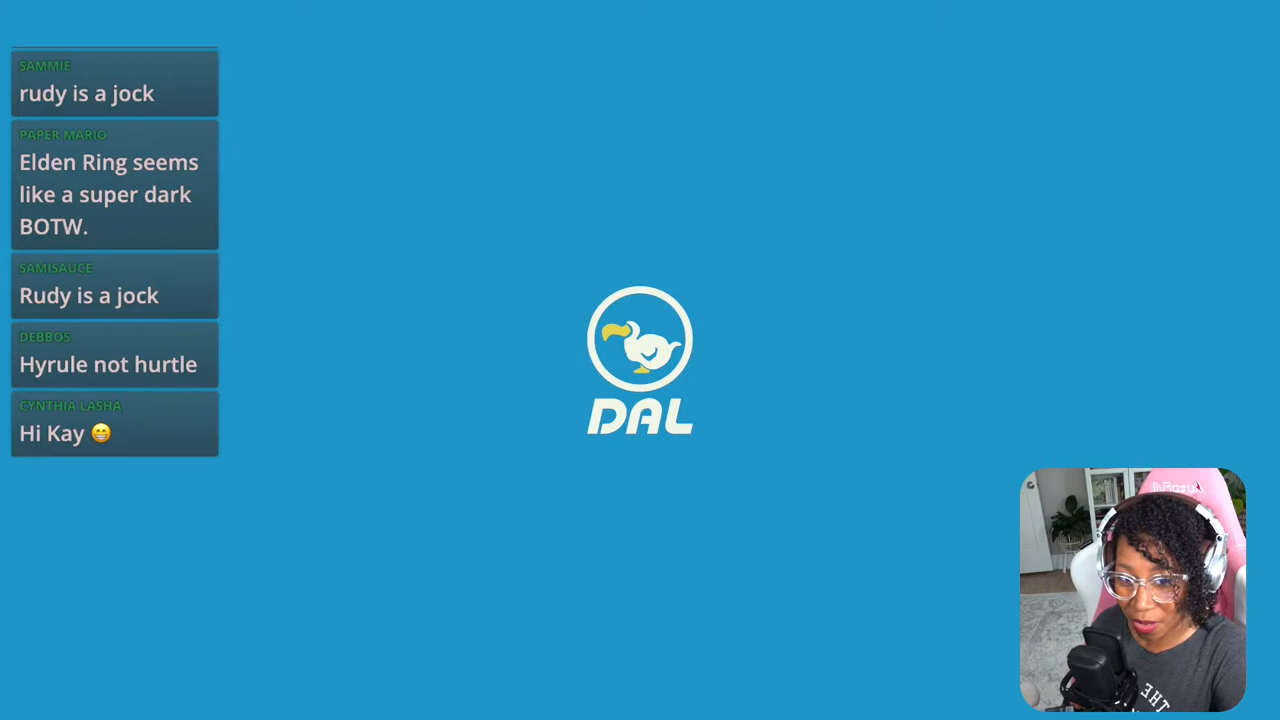 SAMMIE
rudy is a jock
PAPER MARIO
Elden Ring seems
like a super dark
BOTW.
SAMISAUCE
Rudy is a jock
DEBBOS
Hyrule not hurtle
CYNTHIA LASHA
Hi Kay 😁
DAL
THE